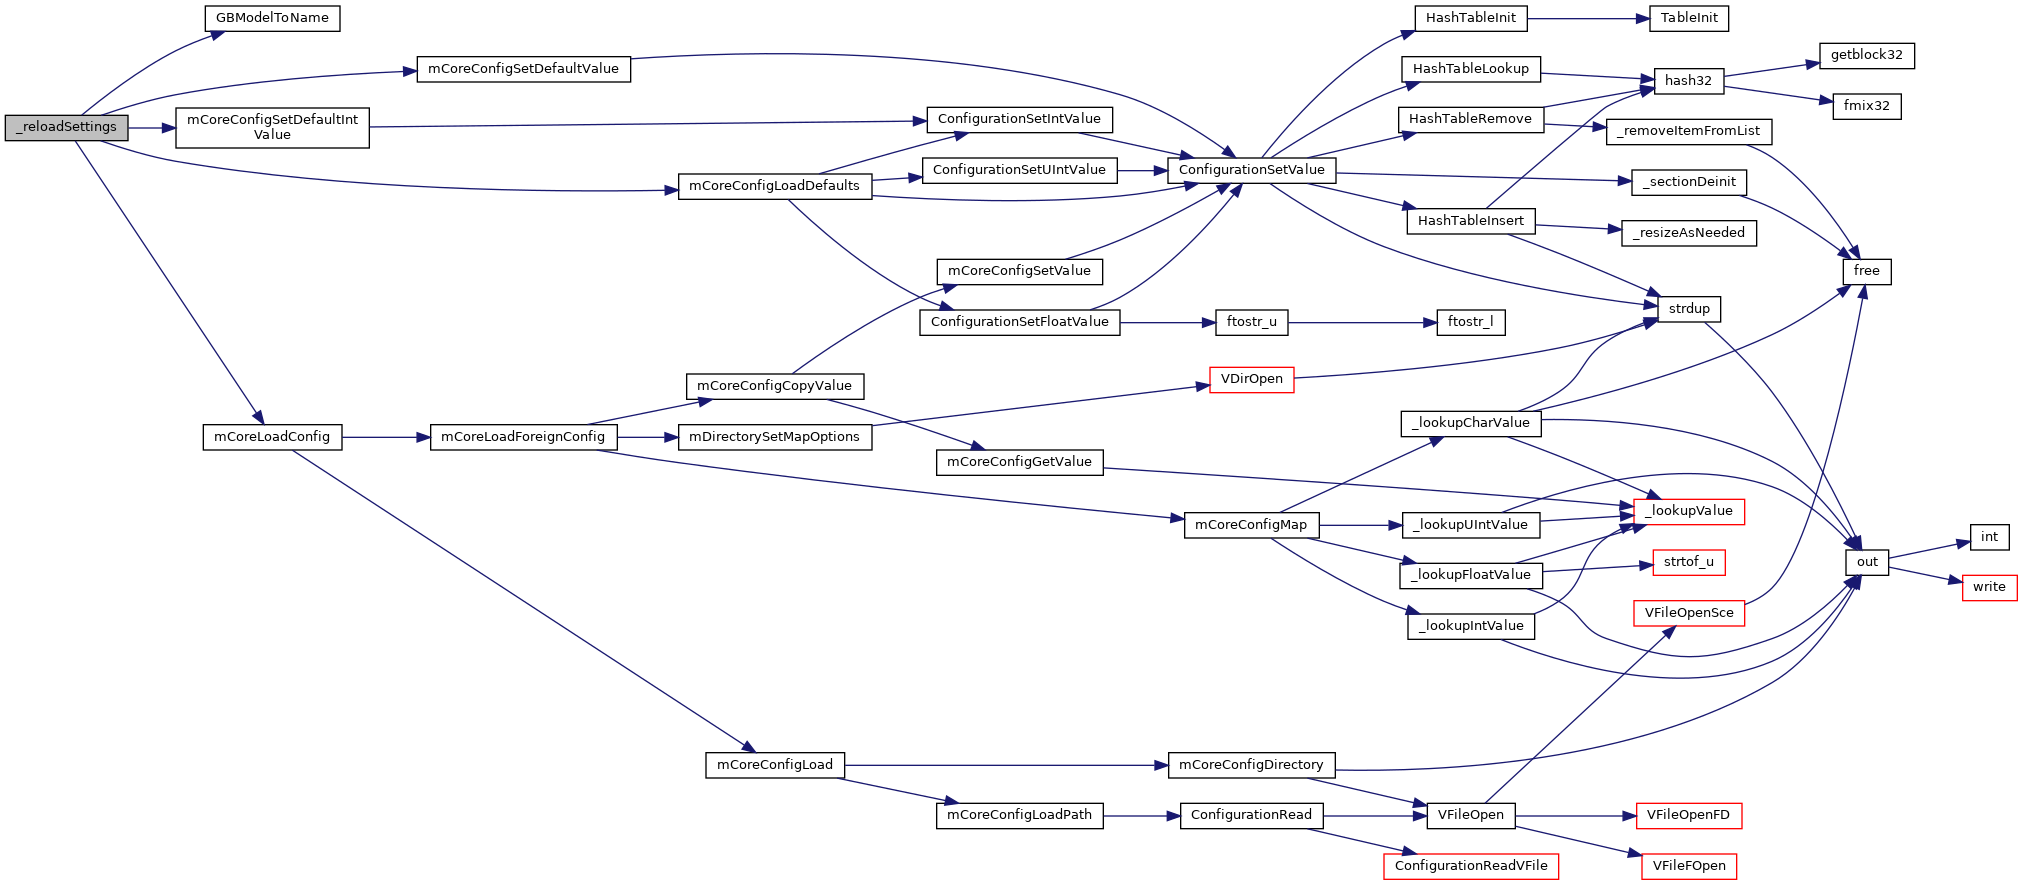 _reloadSettings
GBModelToName
mCoreConfigSetDefaultValue
mCoreConfigSetDefaultInt
Value
mCoreConfigLoadDefaults
mCoreLoadConfig
ConfigurationSetIntValue
ConfigurationSetUIntValue
mCoreConfigSetValue
ConfigurationSetFloatValue
mCoreConfigCopyValue
mCoreLoadForeignConfig
mDirectorySetMapOptions
mCoreConfigGetValue
mCoreConfigLoad
mCoreConfigLoadPath
ConfigurationSetValue
ftostr_u
ftostr_l
VDirOpen
mCoreConfigMap
mCoreConfigDirectory
ConfigurationRead
HashTableInit
HashTableLookup
HashTableRemove
HashTableInsert
_lookupCharValue
_lookupUIntValue
_lookupFloatValue
_lookupIntValue
VFileOpen
ConfigurationReadVFile
TableInit
hash32
_removeItemFromList
_sectionDeinit
_resizeAsNeeded
strdup
_lookupValue
strtof_u
VFileOpenSce
VFileOpenFD
VFileFOpen
getblock32
fmix32
free
out
int
write